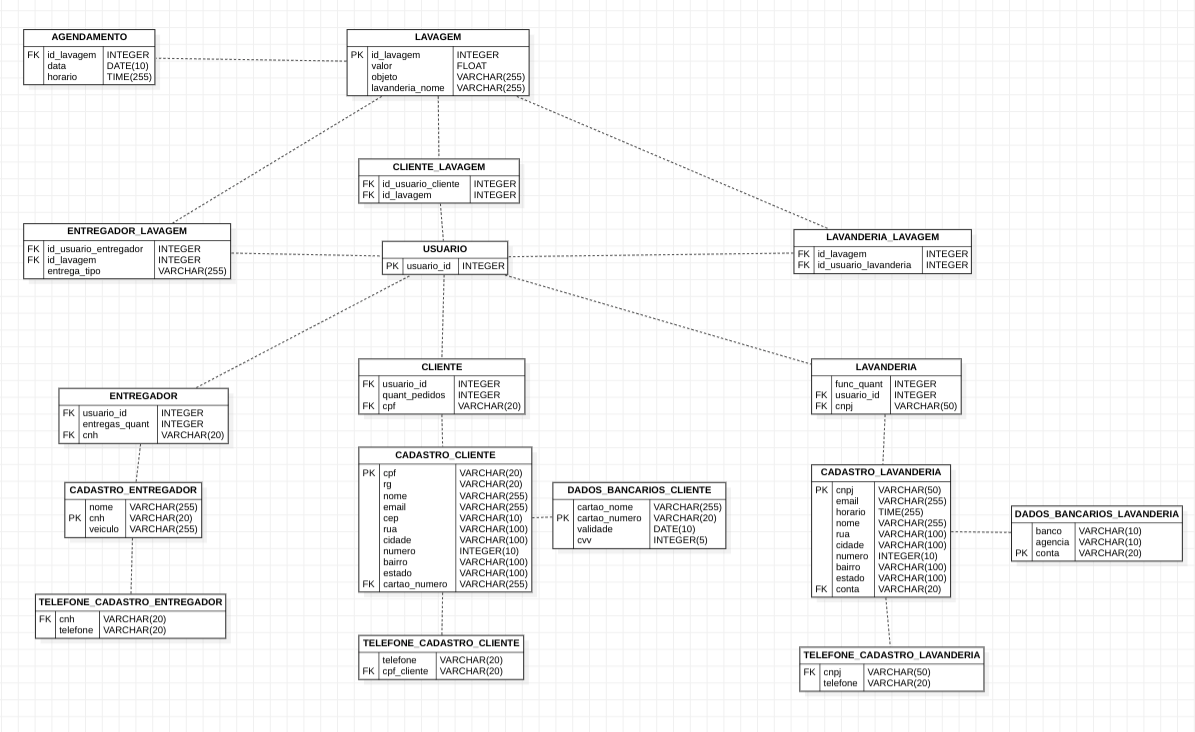 AGENDAMENTO
FK id_lavagem INTEGER
data DATE(10)
horario TIME(255)
LAVAGEM
PK id_lavagem INTEGER
valor FLOAT
objeto VARCHAR(255)
lavanderia_nome VARCHAR(255)
CLIENTE_LAVAGEM
FK id_usuario_cliente INTEGER
FK id_lavagem INTEGER
ENTREGADOR_LAVAGEM
FK id_usuario_entregador INTEGER
FK id_lavagem INTEGER
entrega_tipo VARCHAR(255)
USUARIO
PK usuario_id INTEGER
LAVANDERIA_LAVAGEM
FK id_lavagem INTEGER
FK id_usuario_lavanderia INTEGER
ENTREGADOR
FK usuario_id INTEGER
entregas_quant INTEGER
FK cnh VARCHAR(20)
CLIENTE
FK usuario_id INTEGER
quant_pedidos INTEGER
FK cpf VARCHAR(20)
LAVANDERIA
func_quant INTEGER
FK usuario_id INTEGER
FK cnpj VARCHAR(50)
CADASTRO_ENTREGADOR
nome VARCHAR(255)
PK cnh VARCHAR(20)
veiculo VARCHAR(255)
CADASTRO_CLIENTE
PK cpf VARCHAR(20)
rg VARCHAR(20)
nome VARCHAR(255)
email VARCHAR(255)
cep VARCHAR(10)
rua VARCHAR(100)
cidade VARCHAR(100)
numero INTEGER(10)
bairro VARCHAR(100)
estado VARCHAR(100)
FK cartao_numero VARCHAR(255)
DADOS_BANCARIOS_CLIENTE
cartao_nome VARCHAR(255)
PK cartao_numero VARCHAR(20)
validade DATE(10)
cvv INTEGER(5)
CADASTRO_LAVANDERIA
PK cnpj VARCHAR(50)
email VARCHAR(255)
horario TIME(255)
nome VARCHAR(255)
rua VARCHAR(100)
cidade VARCHAR(100)
numero INTEGER(10)
bairro VARCHAR(100)
estado VARCHAR(100)
FK conta VARCHAR(20)
DADOS_BANCARIOS_LAVANDERIA
banco VARCHAR(10)
agencia VARCHAR(10)
PK conta VARCHAR(20)
TELEFONE_CADASTRO_ENTREGADOR
FK cnh VARCHAR(20)
telefone VARCHAR(20)
TELEFONE_CADASTRO_CLIENTE
telefone VARCHAR(20)
FK cpf_cliente VARCHAR(20)
TELEFONE_CADASTRO_LAVANDERIA
FK cnpj VARCHAR(50)
telefone VARCHAR(20)